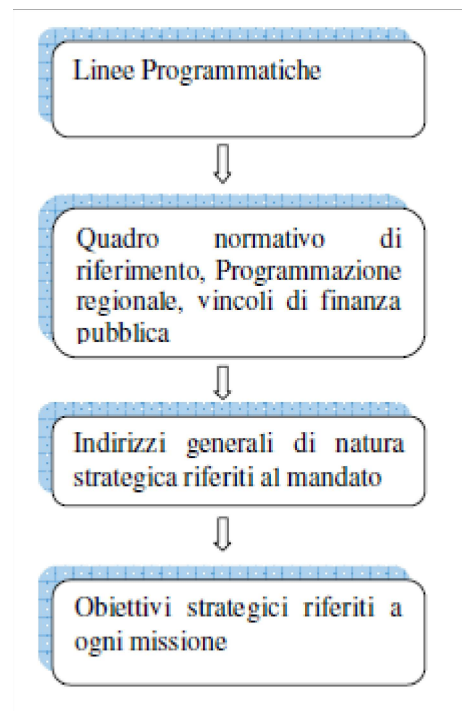 Linee Programmatiche
Quadro normativo di
riferimento, Programmazione
regionale, vincoli di finanza
pubblica
Indirizzi generali di natura
strategica riferiti al mandato
Obiettivi strategici riferiti a
ogni missione